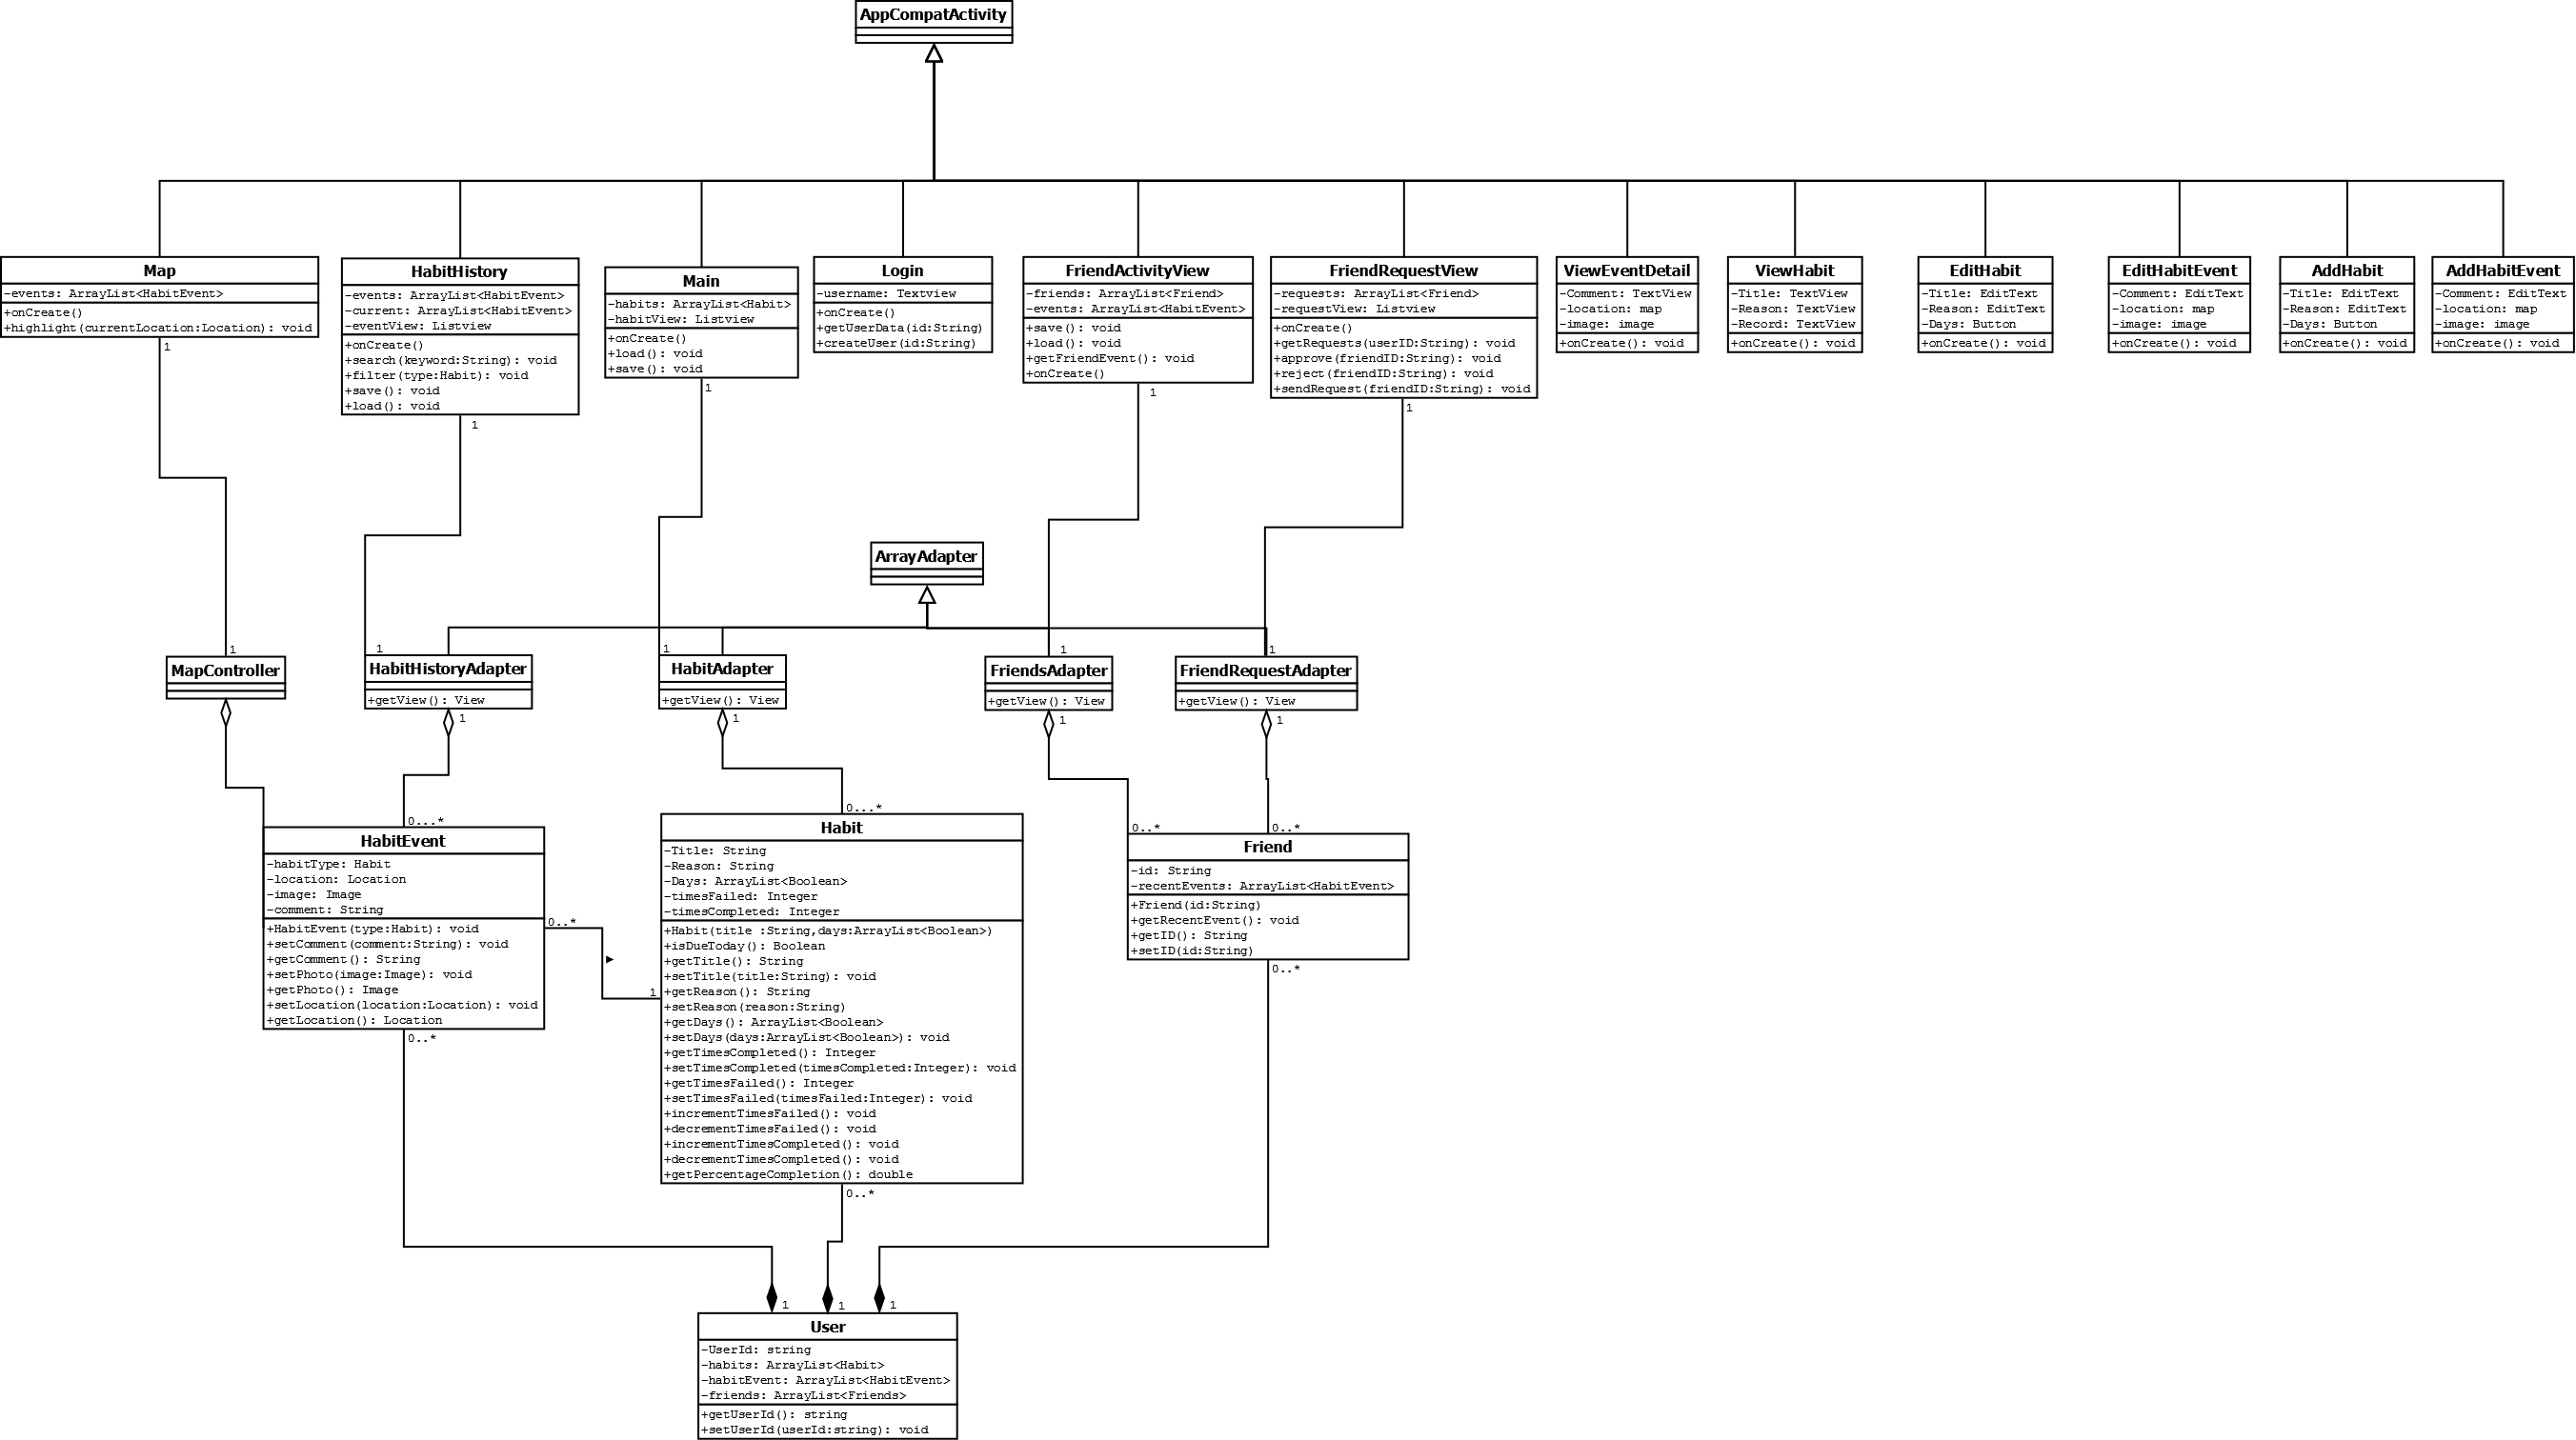 AppCompatActivity
Map
-events: ArrayList<HabitEvent>
+onCreate()
+highlight(currentLocation:Location): void
1
HabitHistory
-events: ArrayList<HabitEvent>
-current: ArrayList<HabitEvent>
-eventView: Listview
+onCreate()
+search(keyword:String): void
+filter(type:Habit): void
+save(): void
+load(): void
1
Main
-habits: ArrayList<Habit>
-habitView: Listview
+onCreate()
+load(): void
+save(): void
1
Login
-username: Textview
+onCreate()
+getUserData(id:String)
+createUser(id:String)
FriendActivityView
-friends: ArrayList<Friend>
-events: ArrayList<HabitEvent>
+save(): void
+load(): void
+getFriendEvent(): void
+onCreate()
1
FriendRequestView
-requests: ArrayList<Friend>
-requestView: Listview
+onCreate()
+getRequests(userID:String): void
+approve(friendID:String): void
+reject(friendID:String): void
+sendRequest(friendID:String): void
1
ViewEventDetail
-Comment: TextView
-location: map
-image: image
+onCreate(): void
ViewHabit
-Title: TextView
-Reason: TextView
-Record: TextView
+onCreate(): void
EditHabit
-Title: EditText
-Reason: EditText
-Days: Button
+onCreate(): void
EditHabitEvent
-Comment: EditText
-location: map
-image: image
+onCreate(): void
AddHabit
-Title: EditText
-Reason: EditText
-Days: Button
+onCreate(): void
AddHabitEvent
-Comment: EditText
-location: map
-image: image
+onCreate(): void
ArrayAdapter
1
MapController
1
HabitHistoryAdapter
+getView(): View
1
1
HabitAdapter
+getView(): View
1
1
FriendsAdapter
+getView(): View
1
1
FriendRequestAdapter
+getView(): View
1
0...*
HabitEvent
-habitType: Habit
-location: Location
-image: Image
-comment: String
+HabitEvent(type:Habit): void
+setComment(comment:String): void
+getComment(): String
+setPhoto(image:Image): void
+getPhoto(): Image
+setLocation(location:Location): void
+getLocation(): Location
0..*
0..*
1
0...*
Habit
-Title: String
-Reason: String
-Days: ArrayList<Boolean>
-timesFailed: Integer
-timesCompleted: Integer
+Habit(title :String,days:ArrayList<Boolean>)
+isDueToday(): Boolean
+getTitle(): String
+setTitle(title:String): void
+getReason(): String
+setReason(reason:String)
+getDays(): ArrayList<Boolean>
+setDays(days:ArrayList<Boolean>): void
+getTimesCompleted(): Integer
+setTimesCompleted(timesCompleted:Integer): void
+getTimesFailed(): Integer
+setTimesFailed(timesFailed:Integer): void
+incrementTimesFailed(): void
+decrementTimesFailed(): void
+incrementTimesCompleted(): void
+decrementTimesCompleted(): void
+getPercentageCompletion(): double
0..*
0..*
0..*
Friend
-id: String
-recentEvents: ArrayList<HabitEvent>
+Friend(id:String)
+getRecentEvent(): void
+getID(): String
+setID(id:String)
0..*
1
1
1
User
-UserId: string
-habits: ArrayList<Habit>
-habitEvent: ArrayList<HabitEvent>
-friends: ArrayList<Friends>
+getUserId(): string
+setUserId(userId:string): void